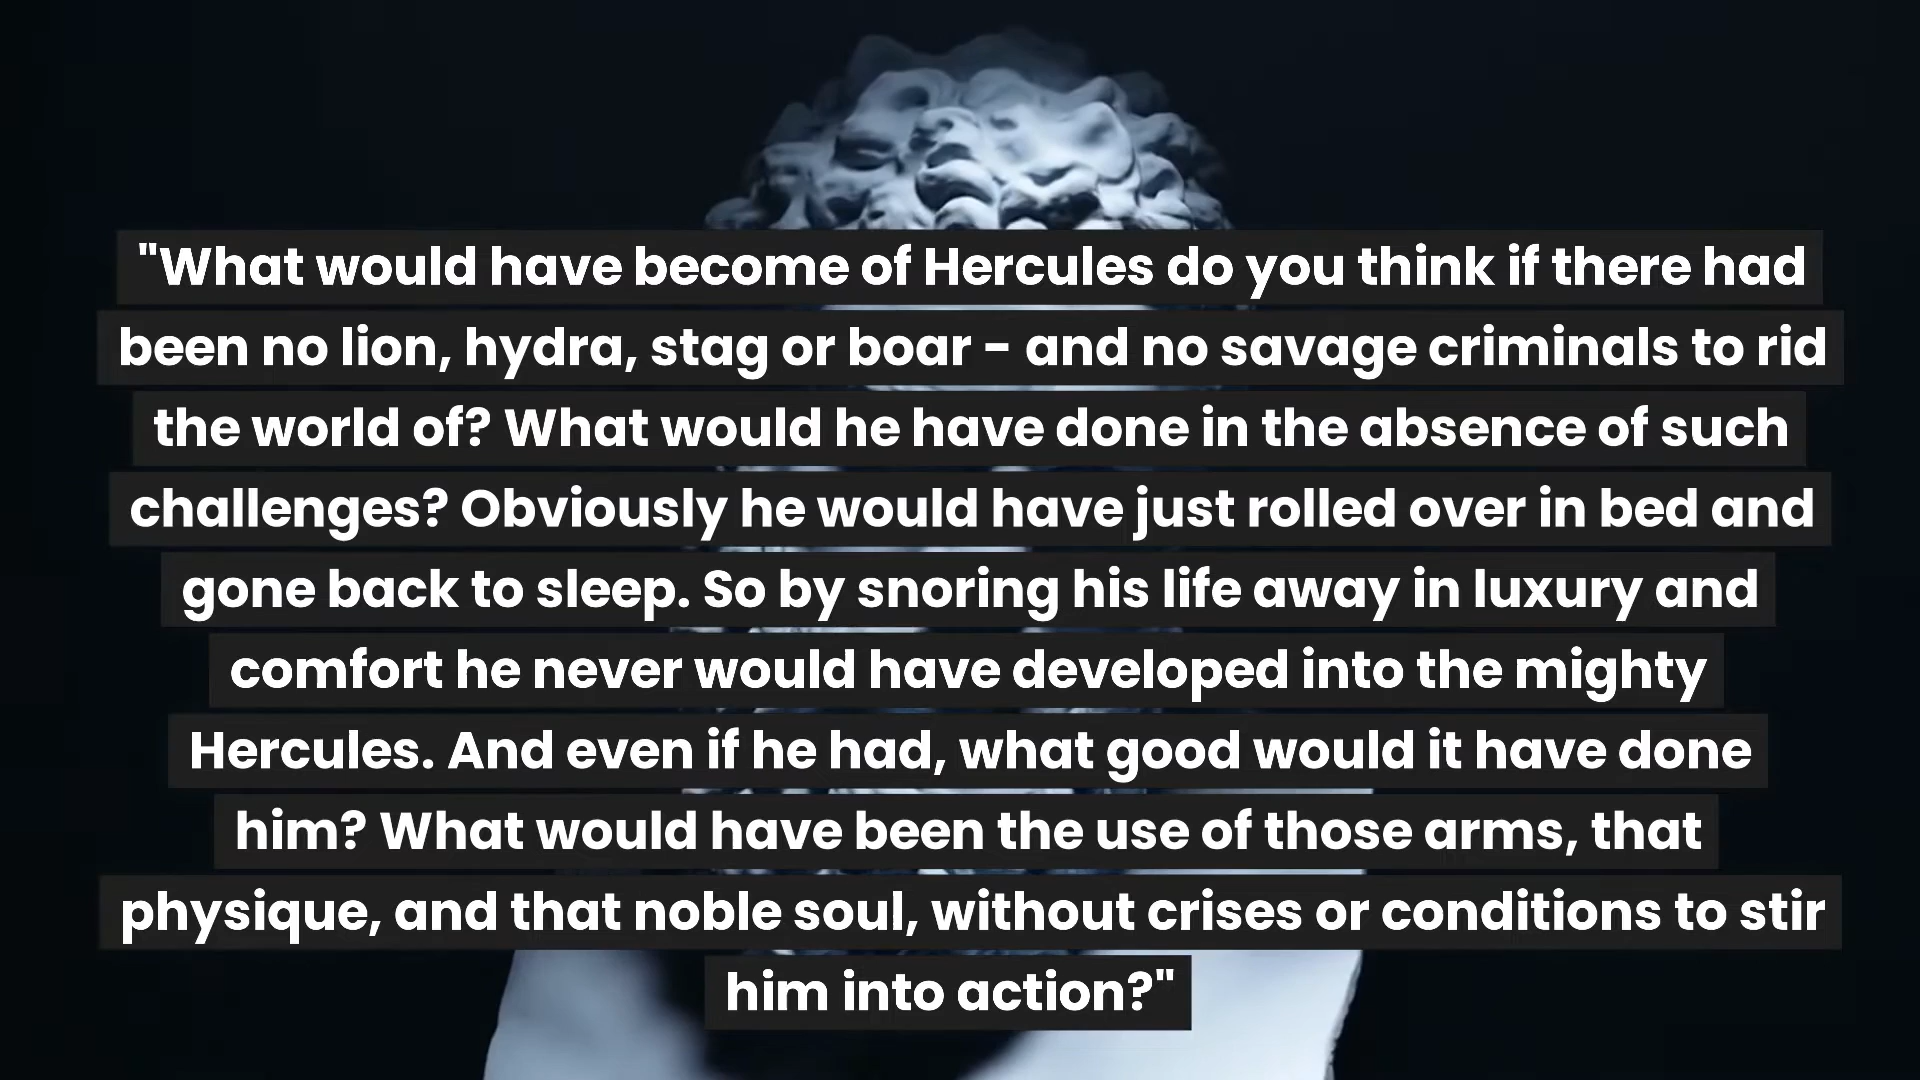 "What would have become of Hercules do you think if there had
been no lion, hydra, stag or boar - and no savage criminals to rid
the world of? What would he have done in the absence of such
challenges? Obviously he would have just rolled over in bed and
gone back to sleep. So by snoring his life away in luxury and
comfort he never would have developed into the mighty
Hercules. And even if he had, what good would it have done
him? What would have been the use of those arms, that
physique, and that noble soul, without crises or conditions to stir
him into action?"